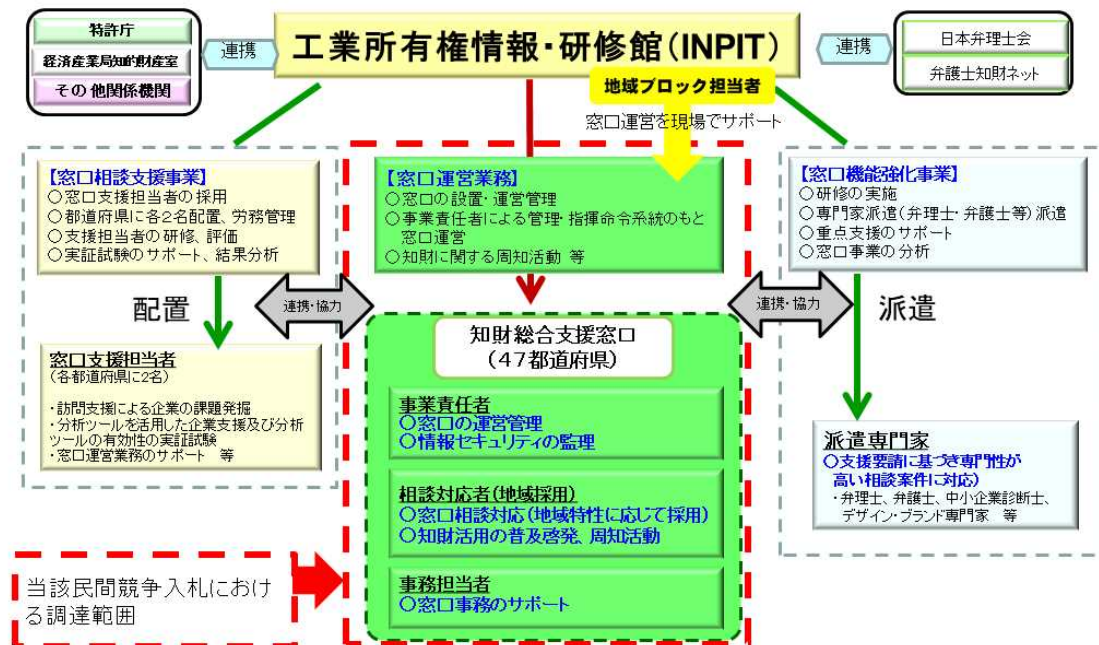 特許庁
経済産業局知的財産室
その他関係機関
連携
工業所有権情報・研修館(INPIT)
連携
日本弁理士会
弁護士知財ネット
地域ブロック担当者
窓口運営を現場でサポート
【窓口相談支援事業】
○窓口支援担当者の採用
○都道府県に各2名配置、労務管理
○支援担当者の研修、評価
○実証試験のサポート、結果分析
【窓口運営業務】
○窓口の設置・運営管理
○事業責任者による管理・指揮命令系統のもと
窓口運営
○知財に関する周知活動 等
【窓口機能強化事業】
○研修の実施
○専門家派遣(弁理士・弁護士等)派遣
○重点支援のサポート
○窓口事業の分析
配置
連携・協力
連携・協力
派遣
窓口支援担当者
(各都道府県に2名)
・訪問支援による企業の課題発掘
・分析ツールを活用した企業支援及び分析
ツールの有効性の実証試験
・窓口運営業務のサポート 等
知財総合支援窓口
(47都道府県)
事業責任者
○窓口の運営管理
○情報セキュリティの監理
相談対応者(地域採用)
○窓口相談対応(地域特性に応じて採用)
○知財活用の普及啓発、周知活動
事務担当者
○窓口事務のサポート
派遣専門家
○支援要請に基づき専門性が
高い相談案件に対応)
・弁理士、弁護士、中小企業診断士、
デザイン・ブランド専門家 等
当該民間競争入札におけ
る調達範囲